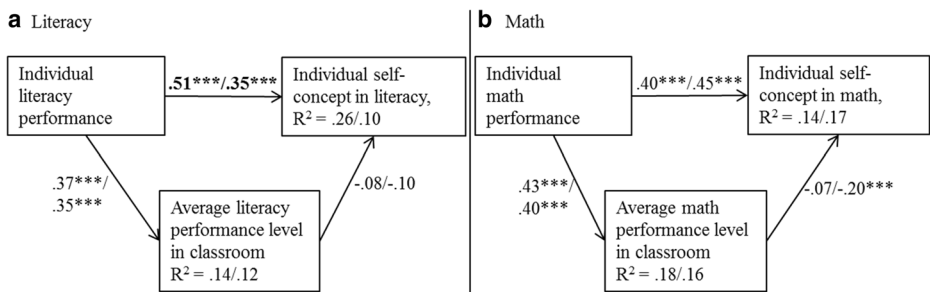 a Literacy
Individual
literacy
performance
.51***/.35***
Individual self-
concept in literacy,
R² = .26/.10
.37***/
.35***
-.08/-.10
Average literacy
performance level
in classroom
R² = .14/.12
b Math
Individual
math
performance
.40***/.45***
Individual self-
concept in math,
R² = .14/.17
.43***/
.40***
-.07/-.20***
Average math
performance level
in classroom
R² = .18/.16